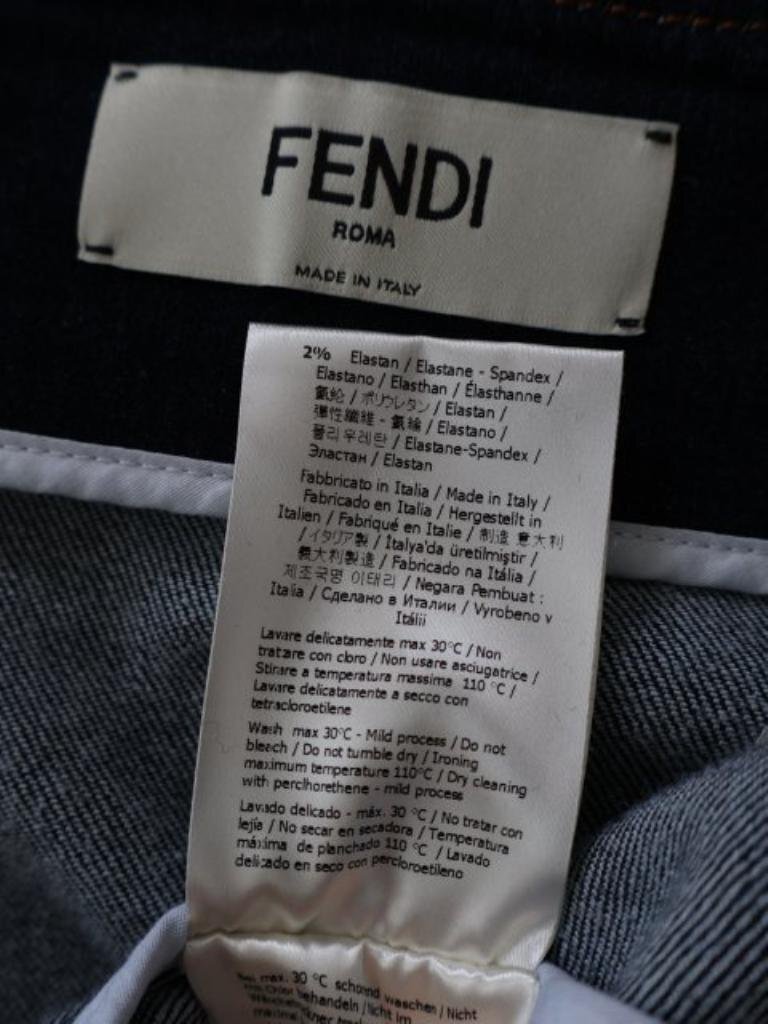 FENDI
ROMA
MADE IN ITALY
2% Elastan / Elastane - Spandex /
Elastano / Elasthan / Élasthanne /
氨纶 / ポリウレタン / Elastan /
彈性纖維 - 氨綸 / Elastano /
폴리우레탄 / Elastane-Spandex /
Эластан / Elastan
Fabbricato in Italia / Made in Italy /
Fabricado en Italia / Hergestellt in
Italien / Fabriqué en Italie / 制造 意大利
/ イタリア製 / Italya'da üretilmiştir /
義大利製造 / Fabricado na Itália /
제조국명 이태리 / Negara Pembuat :
Italia / Сделано в Италии / Vyrobeno v
Itálii
Lavare delicatamente max 30°C / Non
trattare con cloro / Non usare asciugatrice /
Stirare a temperatura massima 110 °C /
Lavare delicatamente a secco con
tetracloroetilene
Wash max 30°C - Mild process / Do not
bleach / Do not tumble dry / Ironing
maximum temperature 110°C / Dry cleaning
with perclhorethene - mild process
Lavado delicado - máx. 30 °C / No tratar con
lejía / No secar en secadora / Temperatura
máxima de planchado 110 °C / Lavado
delicado en seco con percloroetileno
max. 30 °C schonend waschen / Nicht
behandeln / Nicht im